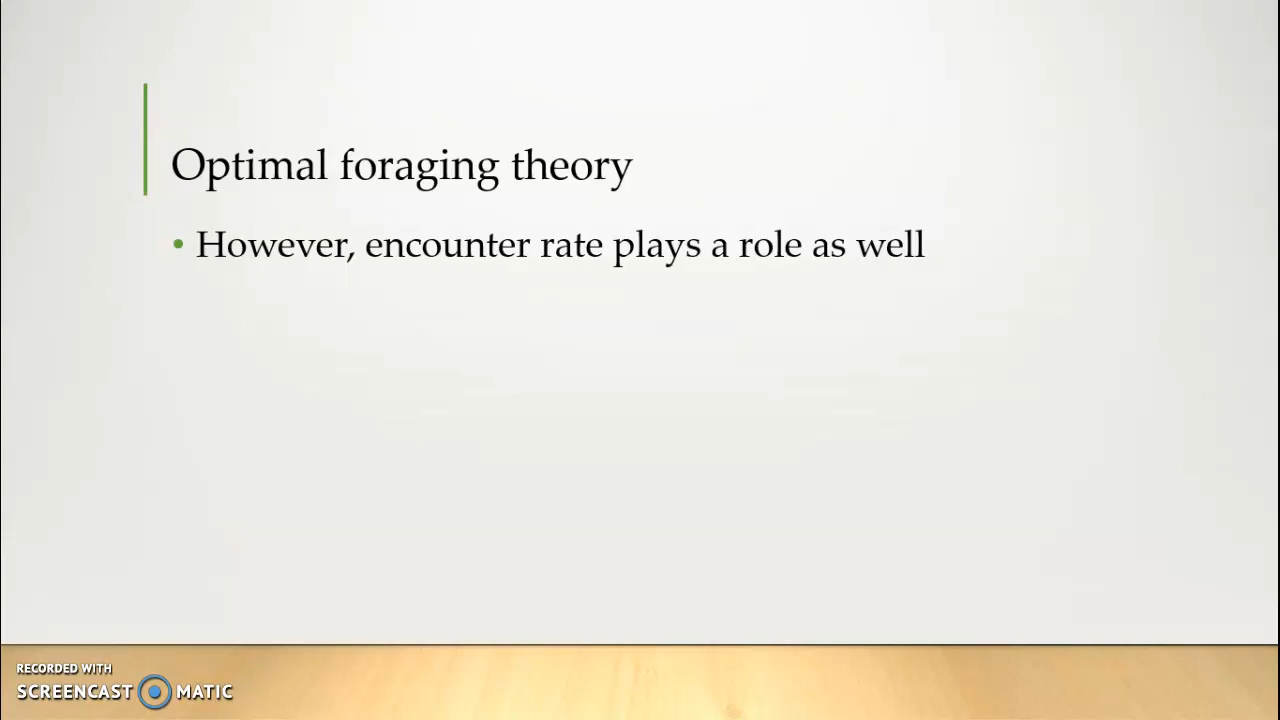 Optimal foraging theory
• However, encounter rate plays a role as well
RECORDED WITH
SCREENCAST MATIC